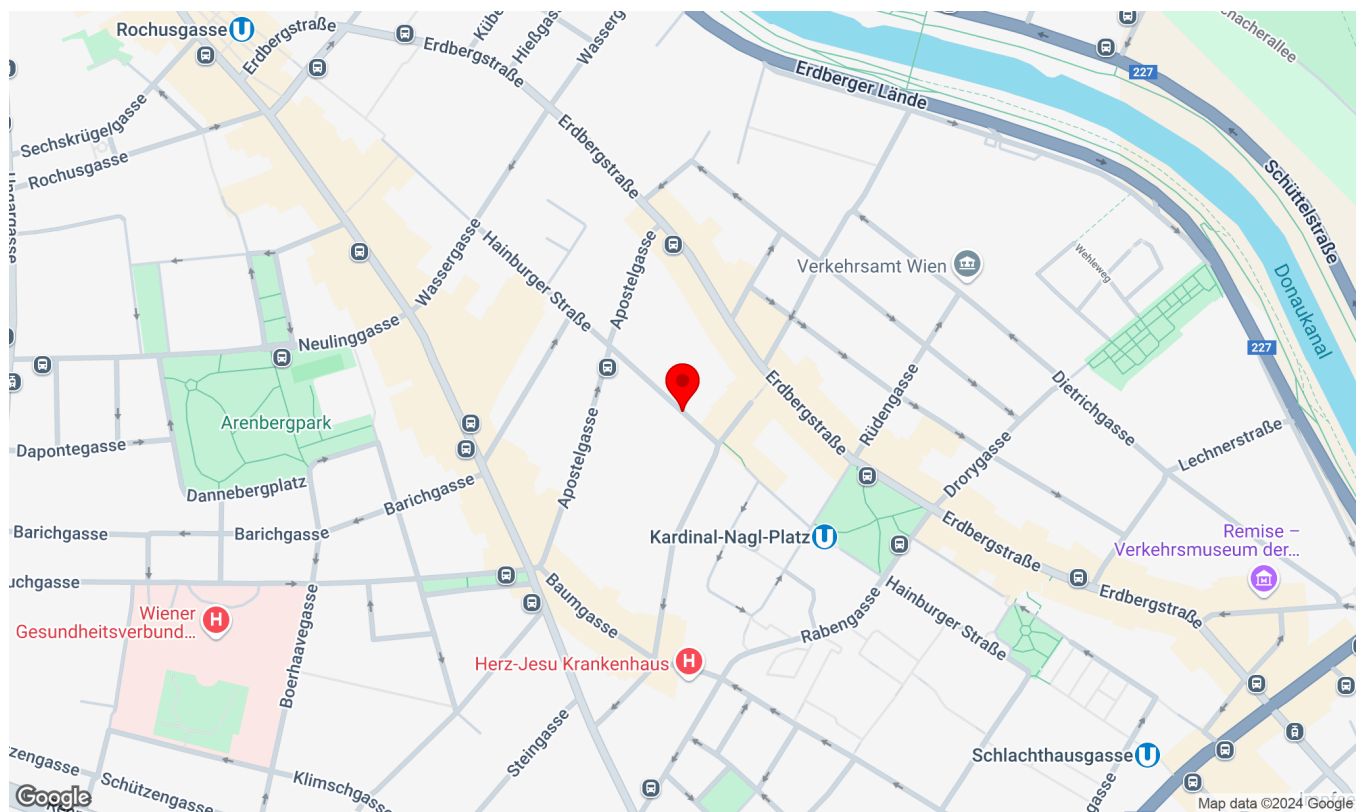 Rochusgasse
U
Erdbergstraße
Erdbergstraße
Küb
Hießgasse
Wasserg
Erdberger Lände
227
Schüttelstraße
Sechskrügelgasse
Rochusgasse
Erdbergstraße
Wassergasse
Hainburger Straße
Apostelgasse
Verkehrsamt Wien
Wehleweg
Donaukanal
Neulinggasse
227
Arenbergpark
Erdbergstraße
Rüdengasse
Dietrichgasse
Dapontegasse
Dannebergplatz
Barichgasse
Apostelgasse
Drorygasse
Lechnerstraße
Barichgasse
Barichgasse
Kardinal-Nagl-Platz
U
Erdbergstraße
Remise –
Verkehrsmuseum der...
uchgasse
Baumgasse
Hainburger Straße
Erdbergstraße
Wiener
Gesundheitsverbund...
H
Boerhaavegasse
Rabengasse
Herz-Jesu Krankenhaus
H
Steingasse
Schlachthausgasse
U
zengasse
Schützengasse
Klimschgasse
Google
Map data ©2024 Google